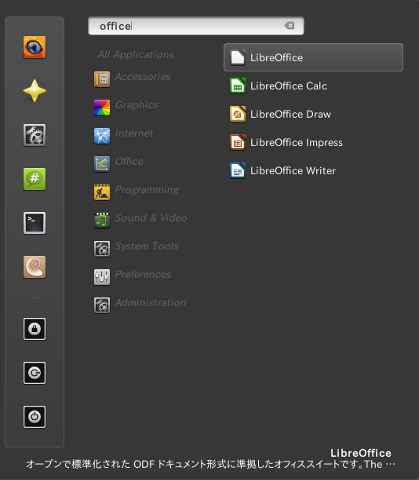 office
All Applications
Accessories
Graphics
Internet
Office
Programming
Sound & Video
System Tools
Preferences
Administration
LibreOffice
LibreOffice Calc
LibreOffice Draw
LibreOffice Impress
LibreOffice Writer
LibreOffice
オープンで標準化された ODF ドキュメント形式に準拠したオフィススイートです。The …